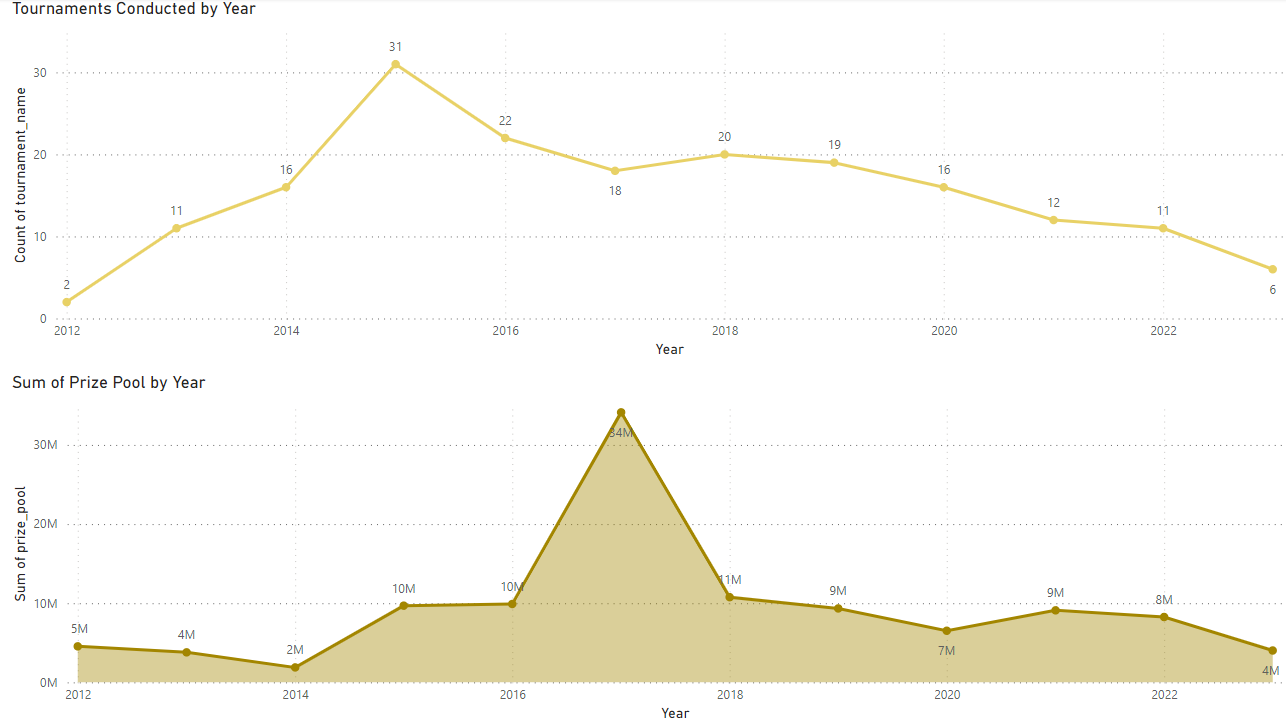 Tournaments Conducted by Year
Count of tournament_name
31
30
22
20
20
19
18
16
16
12
11
11
10
6
2
0
2012 2014 2016 2018 2020 2022
Year
Sum of Prize Pool by Year
Sum of prize_pool
34M
30M
20M
11M
10M 10M
9M 9M
8M
10M
5M
4M
2M
7M
4M
0M
2012 2014 2016 2018 2020 2022
Year